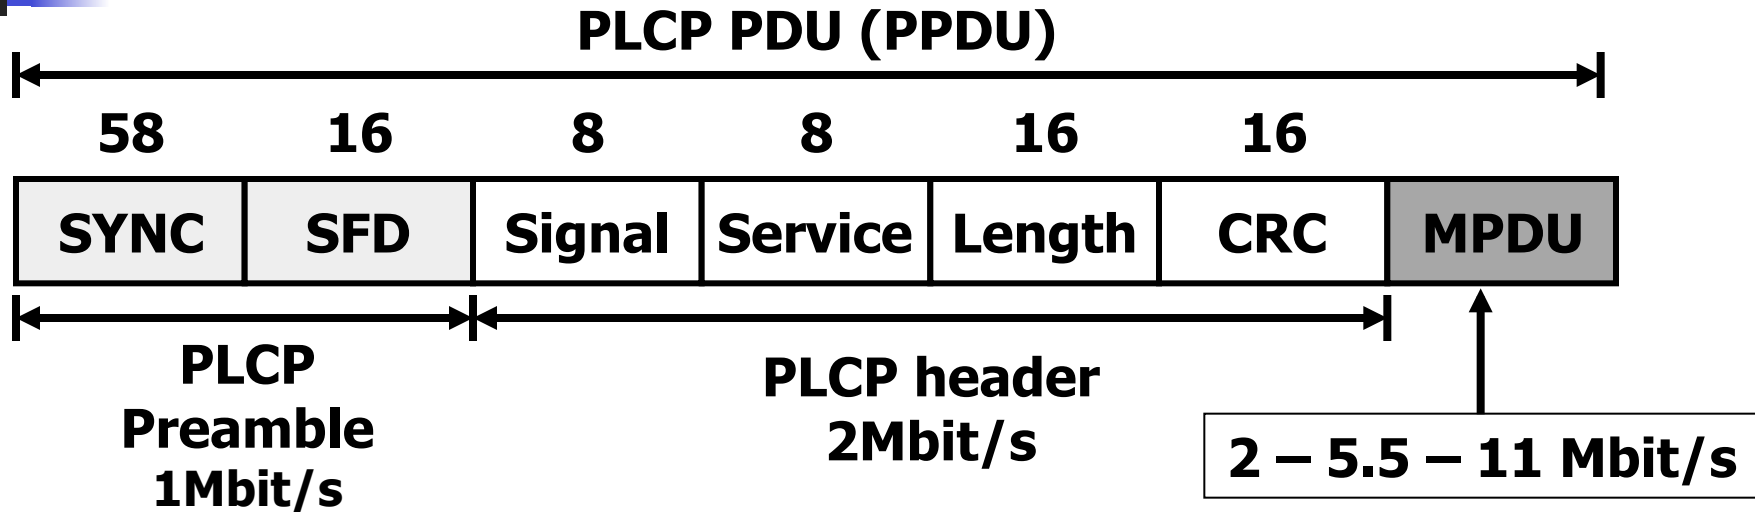 PLCP PDU (PPDU)
58 16 8 8 16 16
SYNC SFD Signal Service Length CRC MPDU
PLCP
Preamble
1Mbit/s
PLCP header
2Mbit/s
2 – 5.5 – 11 Mbit/s